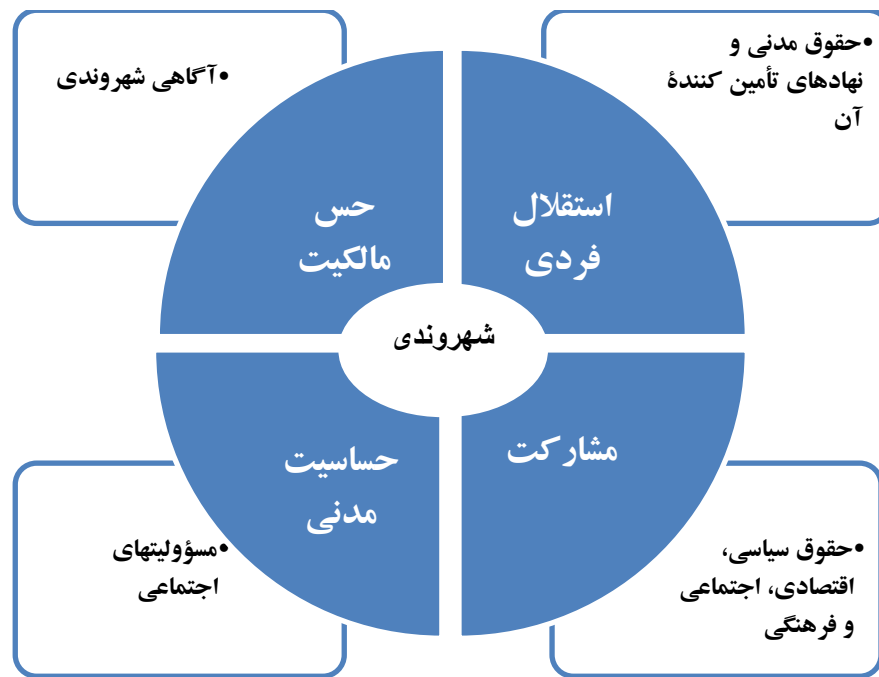 •حقوق مدنی و
نهادهای تأمین کنندۀ
آن
•آگاهی شهروندی
استقلال
فردی
حس
مالکیت
شهروندی
مشارکت
حساسیت
مدنی
•حقوق سیاسی،
اقتصادی، اجتماعی
و فرهنگی
•مسؤولیتهای
اجتماعی